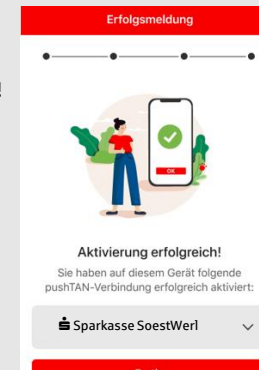 Erfolgsmeldung
!
OK
Aktivierung erfolgreich!
Sie haben auf diesem Gerät folgende
pushTAN-Verbindung erfolgreich aktiviert:
Sparkasse SoestWerl